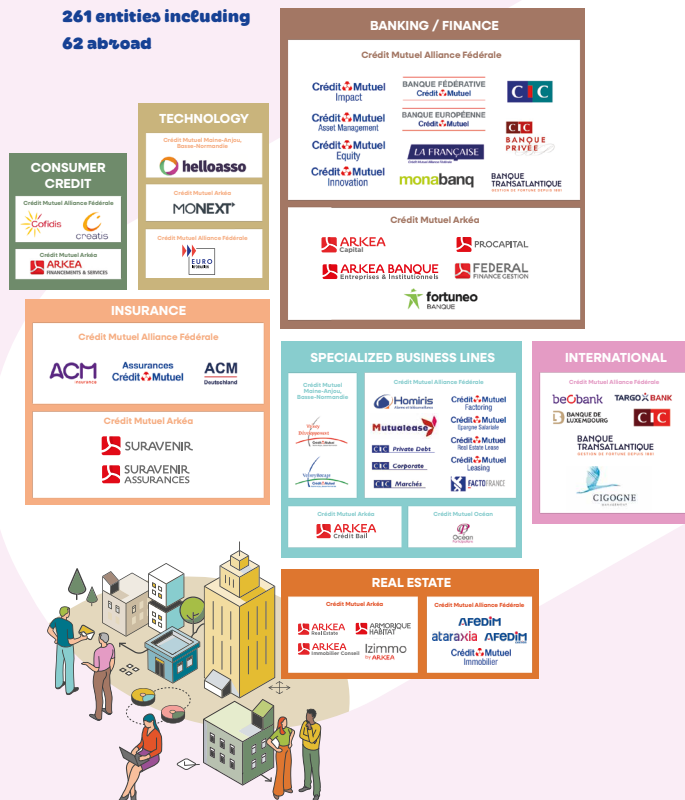 261 entities including
62 abroad
BANKING / FINANCE
Crédit Mutuel Alliance Fédérale
Crédit Mutuel
Impact
BANQUE FÉDÉRATIVE
Crédit Mutuel
CIC
Crédit Mutuel
Asset Management
BANQUE EUROPÉENNE
Crédit Mutuel
CIC
BANQUE
PRIVÉE
Crédit Mutuel
Equity
LA FRANÇAISE
Crédit Mutuel
Innovation
monabanq
BANQUE
TRANSATLANTIQUE
Crédit Mutuel Arkéa
ARKEA
Capital
PROCAPITAL
ARKEA BANQUE
Entreprises & Institutionnels
FEDERAL
FINANCE GESTION
fortuneo
BANQUE
TECHNOLOGY
Crédit Mutuel Maine-Anjou,
Basse-Normandie
helloasso
Crédit Mutuel Arkéa
MONEXT
Crédit Mutuel Alliance Fédérale
EURO
CONSUMER
CREDIT
Crédit Mutuel Alliance Fédérale
Cofidis
creatis
Crédit Mutuel Arkéa
ARKEA
FINANCEMENTS & SERVICES
INSURANCE
Crédit Mutuel Alliance Fédérale
ACM
insurance
Assurances
Crédit Mutuel
ACM
Deutschland
Crédit Mutuel Arkéa
SURAVENIR
SURAVENIR
ASSURANCES
SPECIALIZED BUSINESS LINES
Crédit Mutuel
Maine-Anjou,
Basse-Normandie
Crédit Mutuel
Crédit Mutuel
Crédit Mutuel Alliance Fédérale
Homiris
Crédit Mutuel
Factoring
Mutualease
Crédit Mutuel
Epargne Salariale
CIC Private Debt
Crédit Mutuel
Real Estate Lease
CIC Corporate
Crédit Mutuel
Leasing
CIC Marchés
FACTOFRANCE
Crédit Mutuel Arkéa
ARKEA
Crédit Bail
Crédit Mutuel Océan
Océan
INTERNATIONAL
Crédit Mutuel Alliance Fédérale
beobank
TARGO BANK
BANQUE DE
LUXEMBOURG
CIC
BANQUE
TRANSATLANTIQUE
CIGOGNE
REAL ESTATE
Crédit Mutuel Arkéa
ARKEA
Real Estate
ARMORIQUE
HABITAT
ARKEA
Immobilier Conseil
Izimmo
by ARKEA
Crédit Mutuel Alliance Fédérale
AFEDIM
ataraxia
AFEDIM
Crédit Mutuel
Immobilier